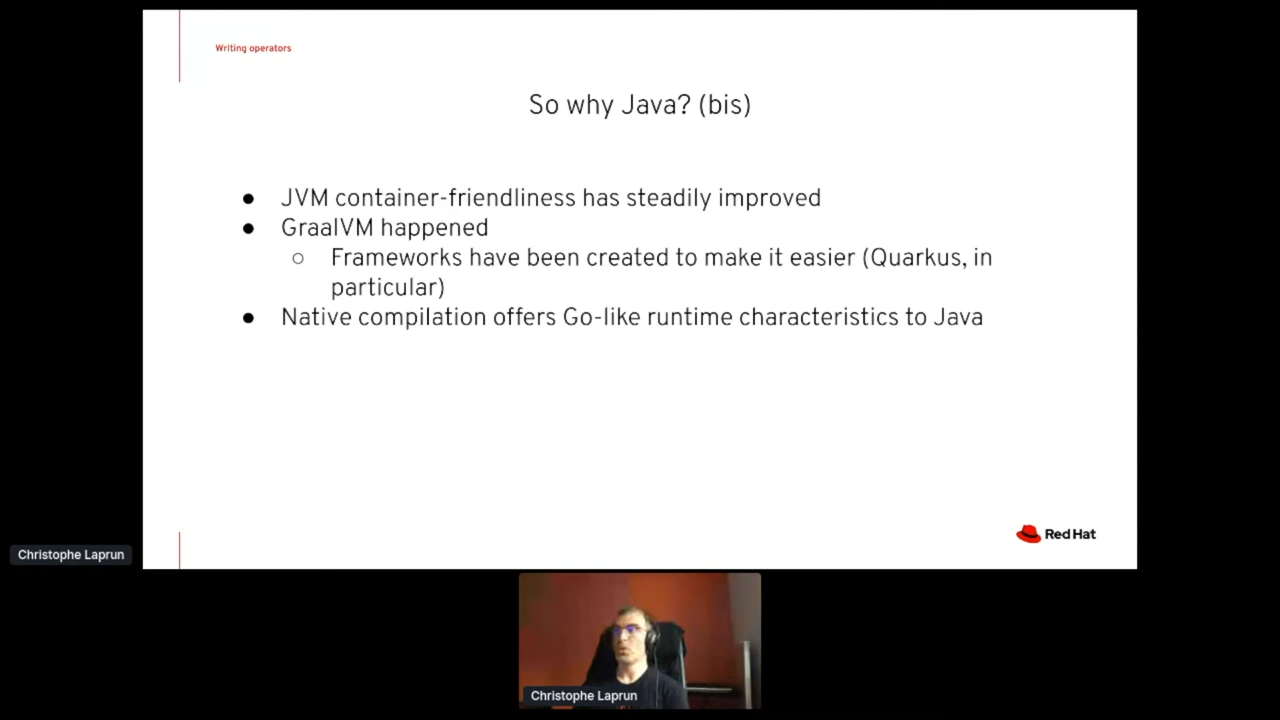 Writing operators
So why Java? (bis)
● JVM container-friendliness has steadily improved
● GraalVM happened
○ Frameworks have been created to make it easier (Quarkus, in
particular)
● Native compilation offers Go-like runtime characteristics to Java
Red Hat
Christophe Laprun
Christophe Laprun